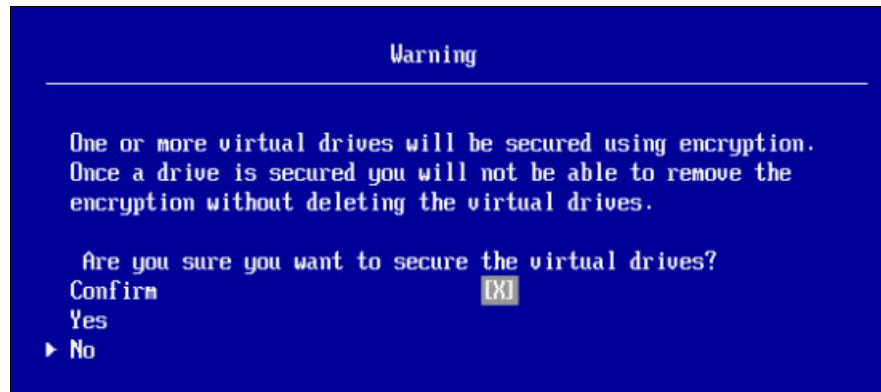 Warning
One or more virtual drives will be secured using encryption.
Once a drive is secured you will not be able to remove the
encryption without deleting the virtual drives.
Are you sure you want to secure the virtual drives?
Confirm [X]
Yes
No